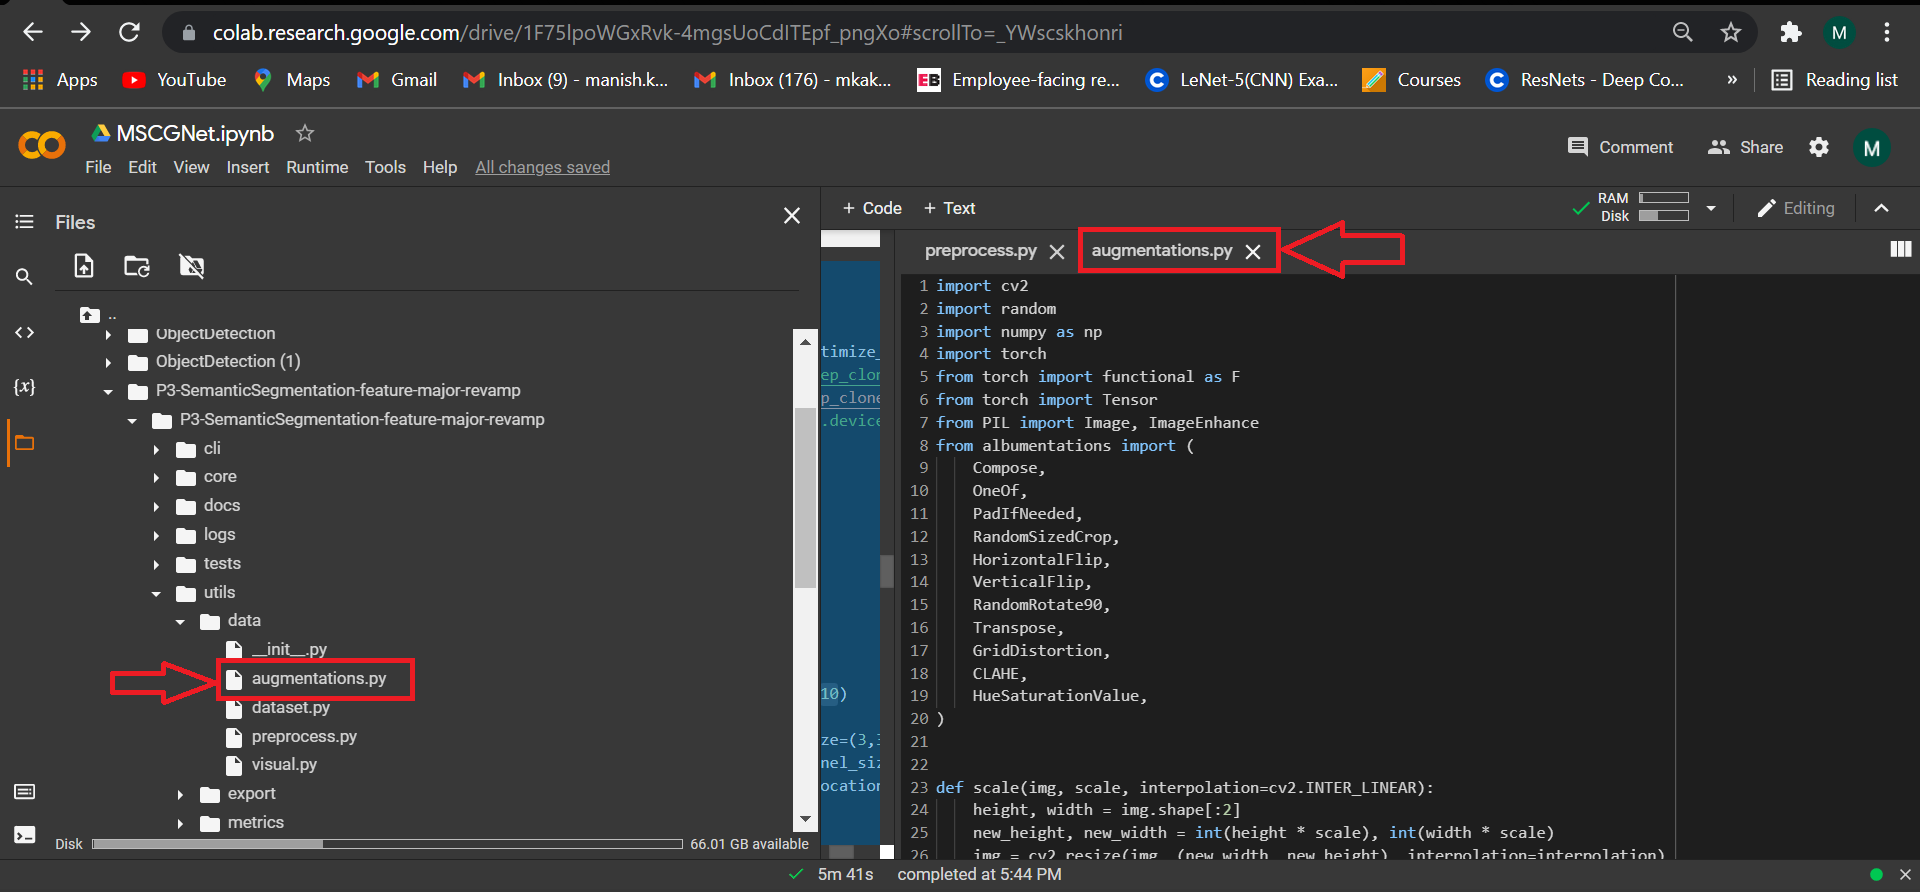 colab.research.google.com/drive/1F75lpoWGxRvk-4mgsUoCdITEpf_pngXo#scrollTo=_YWscskhonri
M
Apps YouTube Maps Gmail Inbox (9) - manish.k... Inbox (176) - mkak... EB Employee-facing re... C LeNet-5(CNN) Exa... Courses C ResNets - Deep Co... » Reading list
MSCGNet.ipynb
File Edit View Insert Runtime Tools Help All changes saved
Comment Share M
Files
+ Code + Text
RAM
Disk
Editing
..
ObjectDetection
ObjectDetection (1)
P3-SemanticSegmentation-feature-major-revamp
P3-SemanticSegmentation-feature-major-revamp
cli
core
docs
logs
tests
utils
data
__init__.py
augmentations.py
dataset.py
preprocess.py
visual.py
export
metrics
Disk 66.01 GB available
{x}
timize_
ep_clon
p_clone
.device
10)
ze=(3,3
nel_siz
ocation
preprocess.py augmentations.py
1 import cv2
2 import random
3 import numpy as np
4 import torch
5 from torch import functional as F
6 from torch import Tensor
7 from PIL import Image, ImageEnhance
8 from albumentations import (
9 Compose,
10 OneOf,
11 PadIfNeeded,
12 RandomSizedCrop,
13 HorizontalFlip,
14 VerticalFlip,
15 RandomRotate90,
16 Transpose,
17 GridDistortion,
18 CLAHE,
19 HueSaturationValue,
20 )
21
22
23 def scale(img, scale, interpolation=cv2.INTER_LINEAR):
24 height, width = img.shape[:2]
25 new_height, new_width = int(height * scale), int(width * scale)
26 img = cv2.resize(img, (new_width, new_height), interpolation=interpolation)
5m 41s completed at 5:44 PM